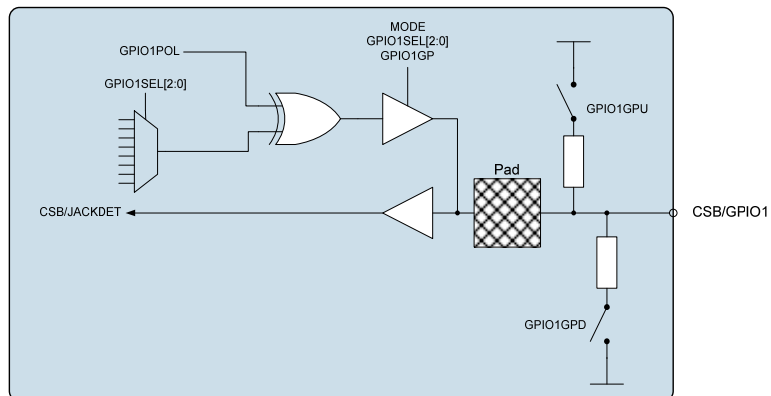 MODE
GPIO1SEL[2:0]
GPIO1GP
GPIO1POL
GPIO1SEL[2:0]
GPIO1GPU
Pad
CSB/JACKDET
CSB/GPIO1
GPIO1GPD